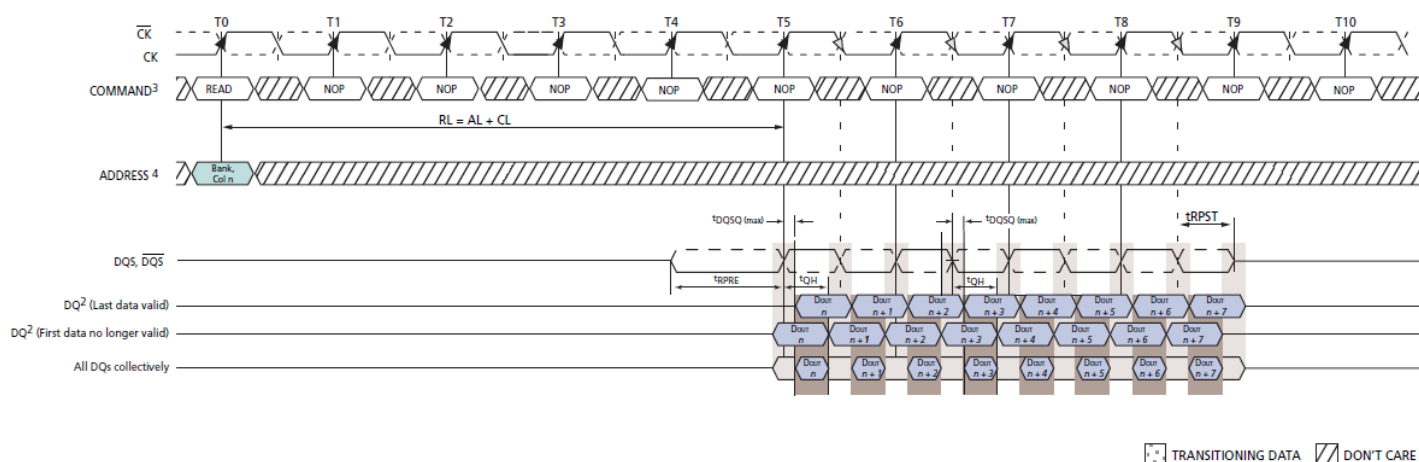 T0 T1 T2 T3 T4 T5 T6 T7 T8 T9 T10
CK
CK
COMMAND3 READ NOP NOP NOP NOP NOP NOP NOP NOP NOP NOP
RL = AL + CL
ADDRESS 4 Bank,
Col n
tDQSQ (max) tDQSQ (max) tRPST
DQS, DQS
tRPRE tQH tQH
DQ2 (Last data valid) DOUT n DOUT n + 1 DOUT n + 2 DOUT n + 3 DOUT n + 4 DOUT n + 5 DOUT n + 6 DOUT n + 7
DQ2 (First data no longer valid) DOUT n DOUT n + 1 DOUT n + 2 DOUT n + 3 DOUT n + 4 DOUT n + 5 DOUT n + 6 DOUT n + 7
All DQs collectively DOUT n DOUT n + 1 DOUT n + 2 DOUT n + 3 DOUT n + 4 DOUT n + 5 DOUT n + 6 DOUT n + 7
TRANSITIONING DATA DON'T CARE